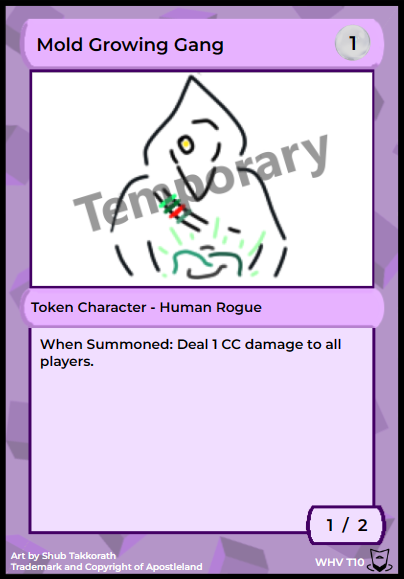 Mold Growing Gang
1
Temporary
Token Character - Human Rogue
When Summoned: Deal 1 CC damage to all
players.
1 / 2
Art by Shub Takkorath
Trademark and Copyright of Apostleland
WHV T10